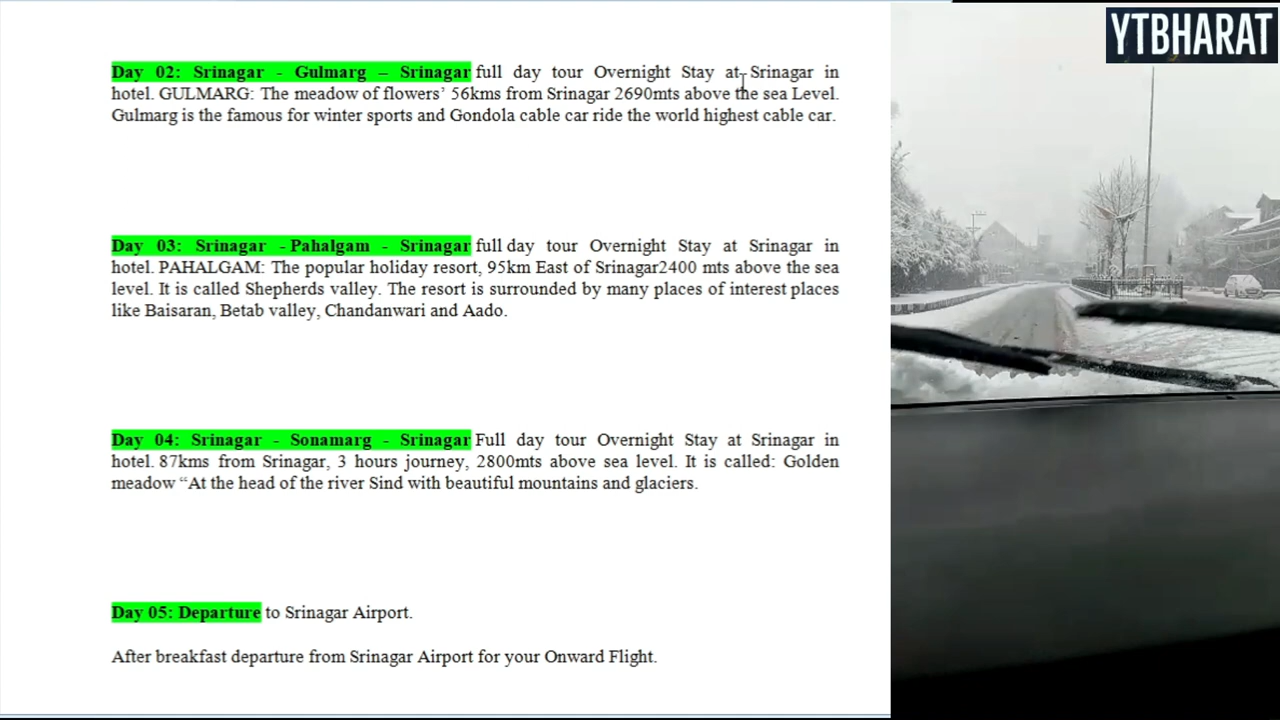 YTBHARAT
Day 02: Srinagar - Gulmarg – Srinagar full day tour Overnight Stay at Srinagar in
hotel. GULMARG: The meadow of flowers’ 56kms from Srinagar 2690mts above the sea Level.
Gulmarg is the famous for winter sports and Gondola cable car ride the world highest cable car.
Day 03: Srinagar - Pahalgam - Srinagar full day tour Overnight Stay at Srinagar in
hotel. PAHALGAM: The popular holiday resort, 95km East of Srinagar2400 mts above the sea
level. It is called Shepherds valley. The resort is surrounded by many places of interest places
like Baisaran, Betab valley, Chandanwari and Aado.
Day 04: Srinagar - Sonamarg - Srinagar Full day tour Overnight Stay at Srinagar in
hotel. 87kms from Srinagar, 3 hours journey, 2800mts above sea level. It is called: Golden
meadow “At the head of the river Sind with beautiful mountains and glaciers.
Day 05: Departure to Srinagar Airport.
After breakfast departure from Srinagar Airport for your Onward Flight.